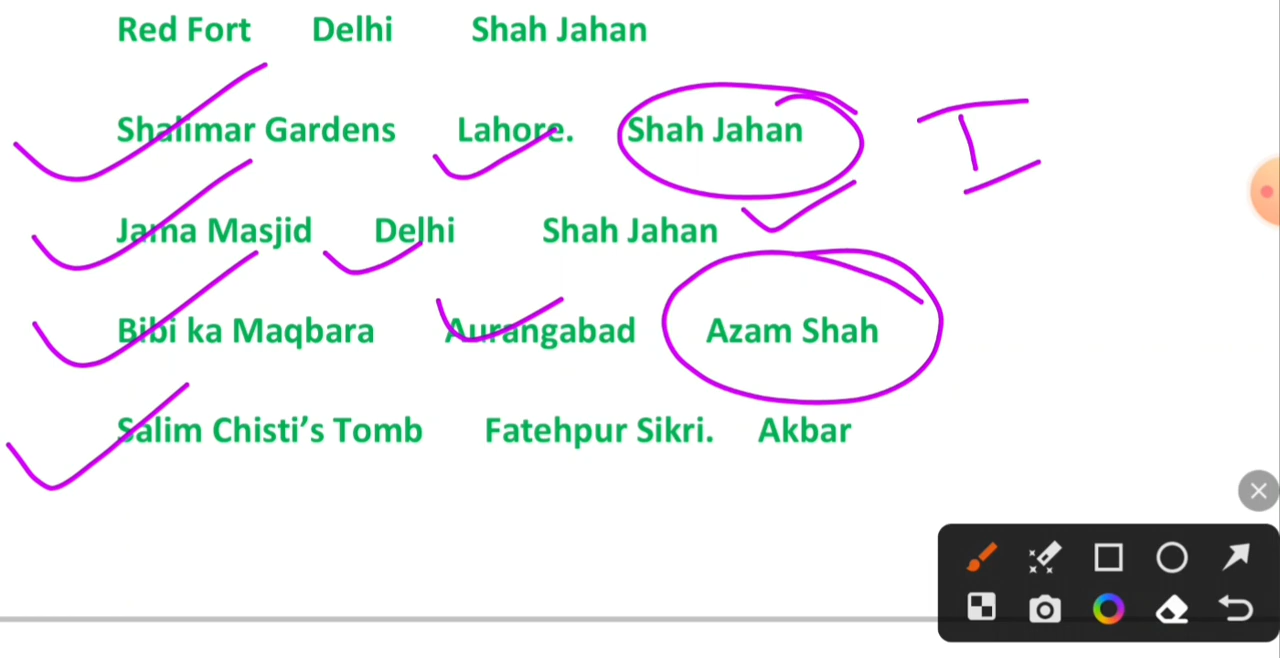 Red Fort Delhi Shah Jahan
Shalimar Gardens Lahore. Shah Jahan I
Jama Masjid Delhi Shah Jahan
Bibi ka Maqbara Aurangabad Azam Shah
Salim Chisti’s Tomb Fatehpur Sikri. Akbar